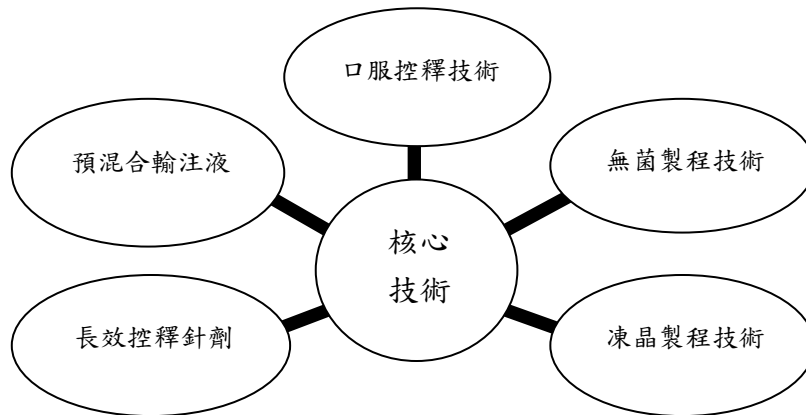 口服控釋技術
預混合輸注液
無菌製程技術
核心
技術
長效控釋針劑
凍晶製程技術